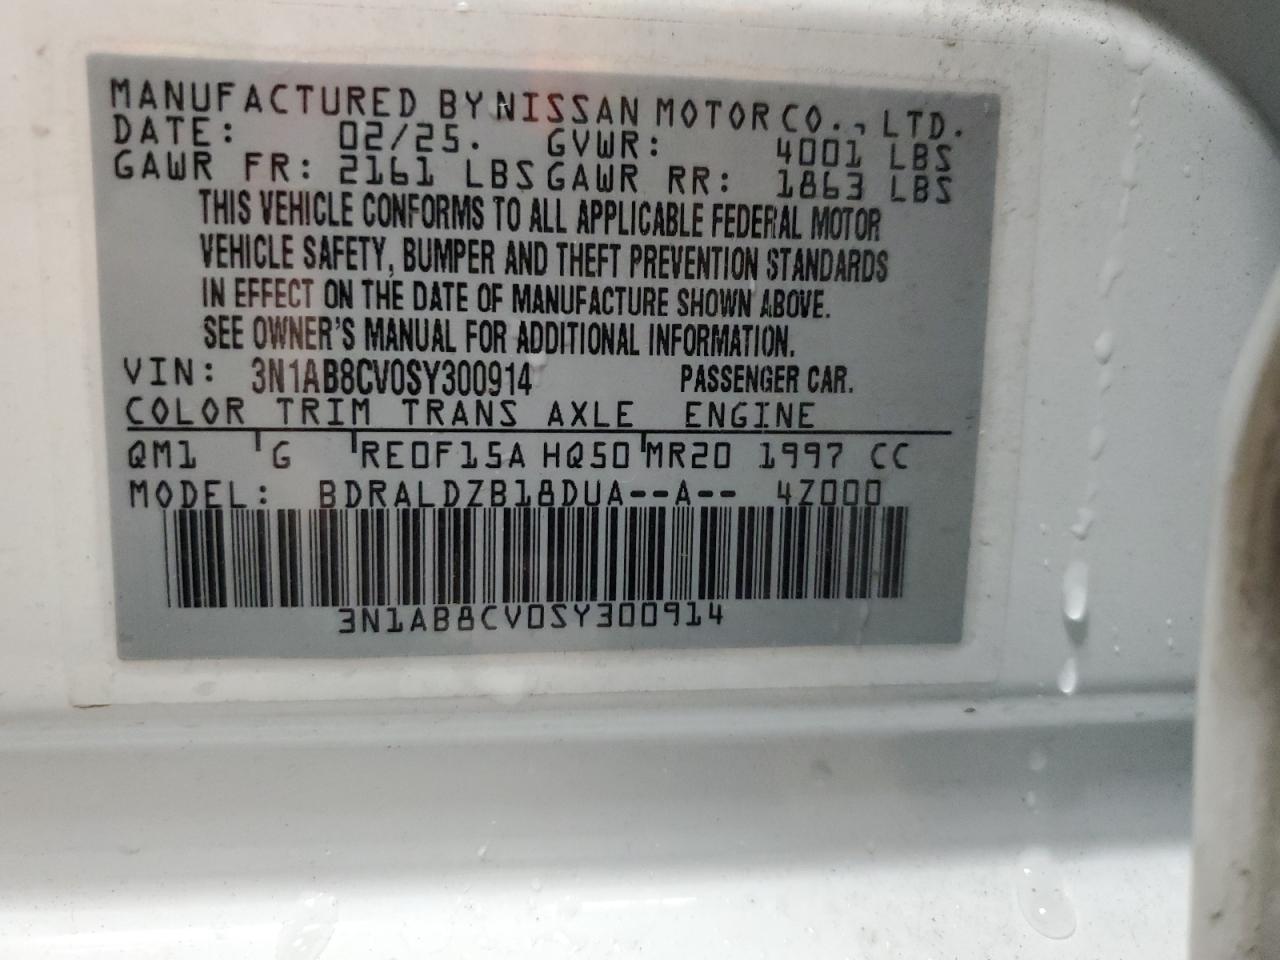 MANUFACTURED BY NISSAN MOTOR CO., LTD.
DATE: 02/25. GVWR: 4001 LBS
GAWR FR: 2161 LBS GAWR RR: 1863 LBS
THIS VEHICLE CONFORMS TO ALL APPLICABLE FEDERAL MOTOR
VEHICLE SAFETY, BUMPER AND THEFT PREVENTION STANDARDS
IN EFFECT ON THE DATE OF MANUFACTURE SHOWN ABOVE.
SEE OWNER'S MANUAL FOR ADDITIONAL INFORMATION.
VIN: 3N1AB8CV0SY300914 PASSENGER CAR.
COLOR TRIM TRANS AXLE ENGINE
QM1 G RE0F15A HQ50 MR20 1997 CC
MODEL: BDRALDZB18DUA--A-- 4Z000
3N1AB8CV0SY300914